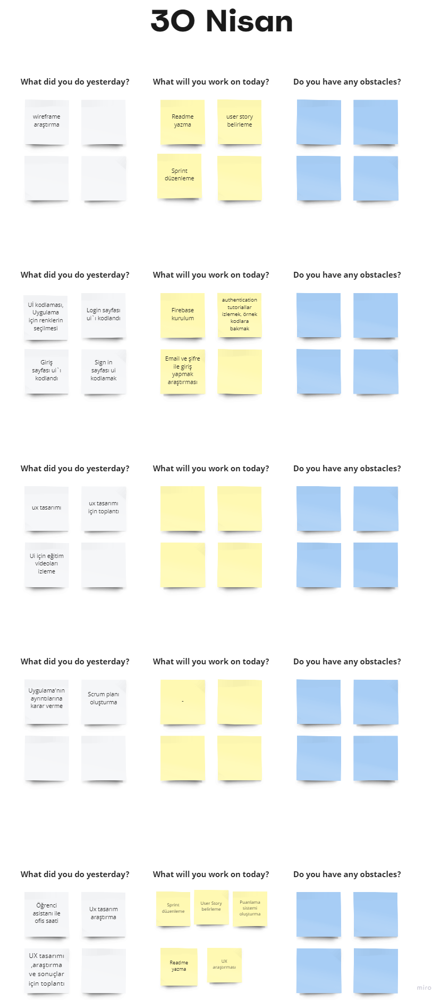 30 Nisan
What did you do yesterday?
What will you work on today?
Do you have any obstacles?
wireframe
araştırma
Readme
yazma
user story
belirleme
Sprint
düzenleme
What did you do yesterday?
What will you work on today?
Do you have any obstacles?
Uİ kodlaması,
Uygulama
için renklerin
seçilmesi
Login sayfası
ui`ı kodlandı
Firebase
kurulum
authentication
tutoriallar
izlemek, örnek
kodlara
bakmak
Giriş
sayfası ui`ı
kodlandı
Sign in
sayfası ui
kodlamak
Email ve şifre
ile giriş
yapmak
araştırması
What did you do yesterday?
What will you work on today?
Do you have any obstacles?
ux tasarımı
ux tasarımı
için toplantı
Ui için eğitim
videoları
izleme
What did you do yesterday?
What will you work on today?
Do you have any obstacles?
Uygulama'nın
ayrıntılarına
karar verme
Scrum planı
oluşturma
-
What did you do yesterday?
What will you work on today?
Do you have any obstacles?
Öğrenci
asistanı ile
ofis saati
Ux tasarım
araştırma
Sprint
düzenleme
User Story
belirleme
Puanlama
sistemi
oluşturma
UX tasarımı
,araştırma
ve sonuçlar
için toplantı
Readme
yazma
UX
araştırması
miro